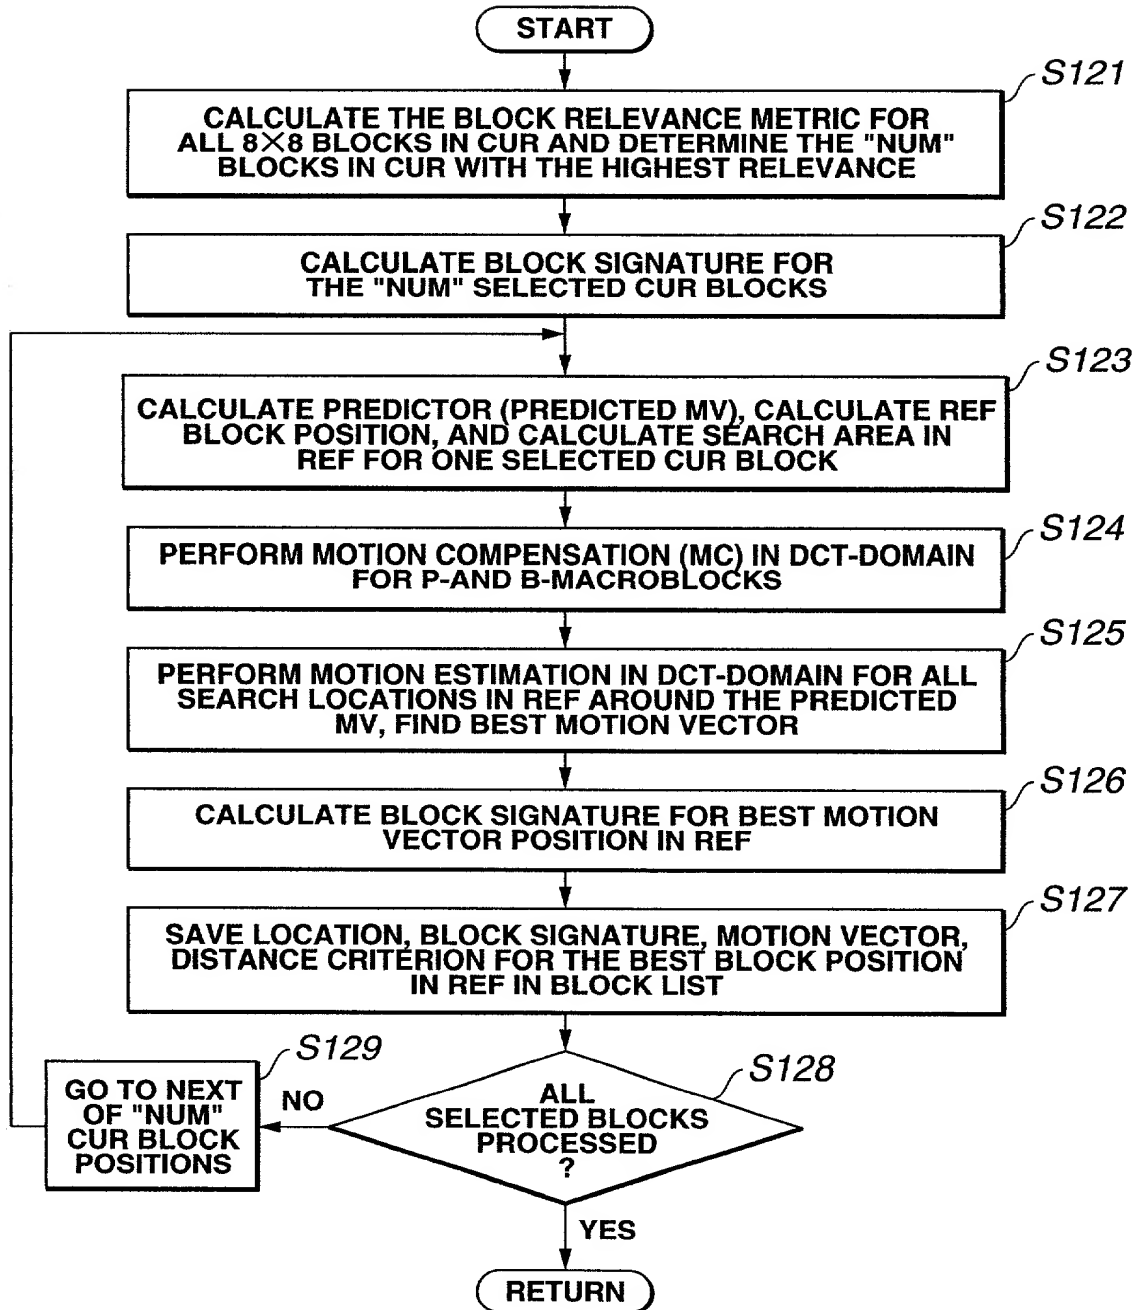 START
S121
CALCULATE THE BLOCK RELEVANCE METRIC FOR
ALL 8×8 BLOCKS IN CUR AND DETERMINE THE "NUM"
BLOCKS IN CUR WITH THE HIGHEST RELEVANCE
S122
CALCULATE BLOCK SIGNATURE FOR
THE "NUM" SELECTED CUR BLOCKS
S123
CALCULATE PREDICTOR (PREDICTED MV), CALCULATE REF
BLOCK POSITION, AND CALCULATE SEARCH AREA IN
REF FOR ONE SELECTED CUR BLOCK
S124
PERFORM MOTION COMPENSATION (MC) IN DCT-DOMAIN
FOR P-AND B-MACROBLOCKS
S125
PERFORM MOTION ESTIMATION IN DCT-DOMAIN FOR ALL
SEARCH LOCATIONS IN REF AROUND THE PREDICTED
MV, FIND BEST MOTION VECTOR
S126
CALCULATE BLOCK SIGNATURE FOR BEST MOTION
VECTOR POSITION IN REF
S127
SAVE LOCATION, BLOCK SIGNATURE, MOTION VECTOR,
DISTANCE CRITERION FOR THE BEST BLOCK POSITION
IN REF IN BLOCK LIST
S128
ALL
SELECTED BLOCKS
PROCESSED
?
NO
S129
GO TO NEXT
OF "NUM"
CUR BLOCK
POSITIONS
YES
RETURN